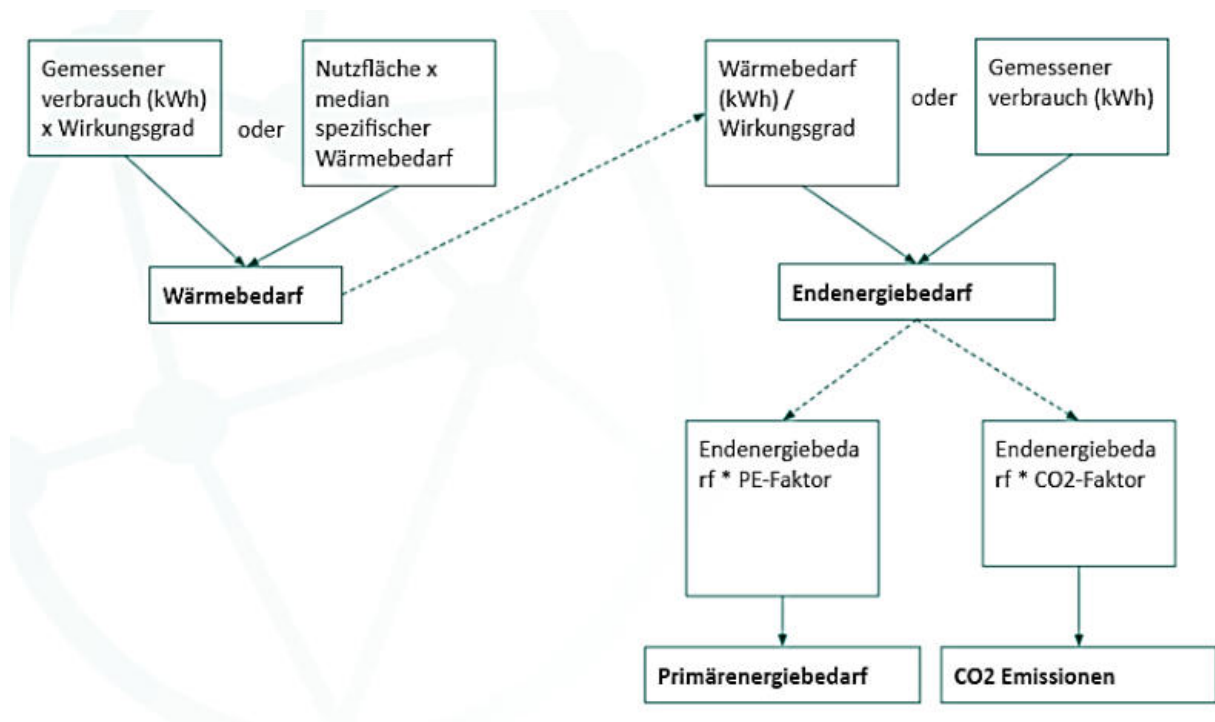 Gemessener
verbrauch (kWh)
x Wirkungsgrad
oder
Nutzfläche x
median
spezifischer
Wärmebedarf
Wärmebedarf
(kWh) /
Wirkungsgrad
oder
Gemessener
verbrauch (kWh)
Wärmebedarf
Endenergiebedarf
Endenergiebeda
rf * PE-Faktor
Endenergiebeda
rf * CO2-Faktor
Primärenergiebedarf
CO2 Emissionen